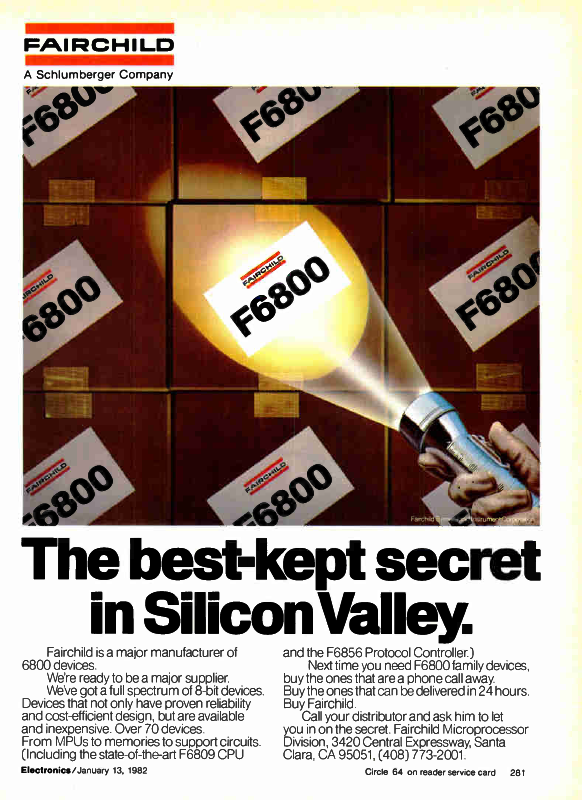 FAIRCHILD
A Schlumberger Company
F6800
F6800
F6800
FAIRCHILD
F6800
FAIRCHILD
F6800
FAIRCHILD
F6800
FAIRCHILD
F6800
FAIRCHILD
F6800
The best-kept secret
in Silicon Valley.
Fairchild is a major manufacturer of
6800 devices.
We're ready to be a major supplier.
We've got a full spectrum of 8-bit devices.
Devices that not only have proven reliability
and cost-efficient design, but are available
and inexpensive. Over 70 devices.
From MPUs to memories to support circuits.
(Including the state-of-the-art F6809 CPU
and the F6856 Protocol Controller.)
Next time you need F6800 family devices,
buy the ones that are a phone call away.
Buy the ones that can be delivered in 24 hours.
Buy Fairchild.
Call your distributor and ask him to let
you in on the secret. Fairchild Microprocessor
Division, 3420 Central Expressway, Santa
Clara, CA 95051, (408) 773-2001.
Electronics/January 13, 1982
Circle 64 on reader service card 281